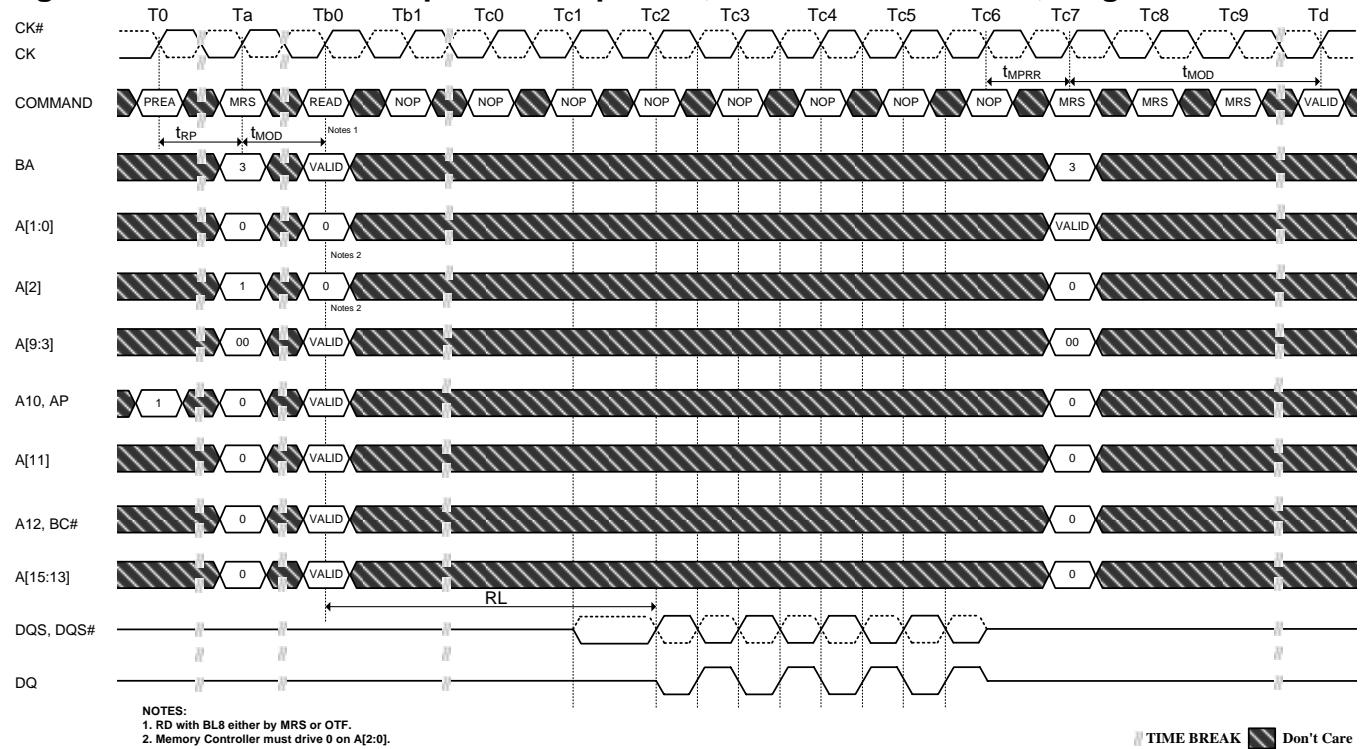 T0 Ta Tb0 Tb1 Tc0 Tc1 Tc2 Tc3 Tc4 Tc5 Tc6 Tc7 Tc8 Tc9 Td
CK#
CK
tMPRR tMOD
COMMAND PREA MRS READ NOP NOP NOP NOP NOP NOP NOP NOP MRS MRS MRS VALID
tRP tMOD Notes 1
BA 3 VALID 3
A[1:0] 0 0 VALID
Notes 2
A[2] 1 0 0
Notes 2
A[9:3] 00 VALID 00
A10, AP 1 0 VALID 0
A[11] 0 VALID 0
A12, BC# 0 VALID 0
A[15:13] 0 VALID 0
RL
DQS, DQS#
DQ
NOTES:
1. RD with BL8 either by MRS or OTF.
2. Memory Controller must drive 0 on A[2:0].
TIME BREAK Don't Care